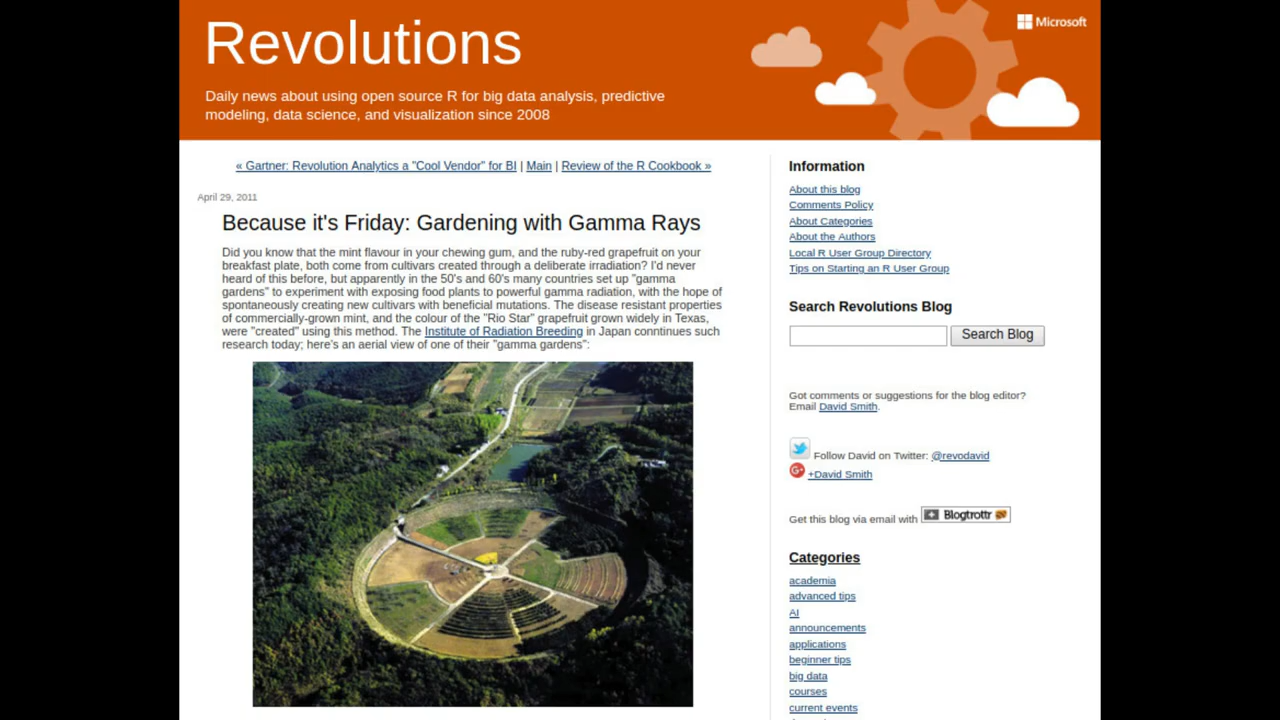 Revolutions
Microsoft
Daily news about using open source R for big data analysis, predictive
modeling, data science, and visualization since 2008
« Gartner: Revolution Analytics a "Cool Vendor" for BI | Main | Review of the R Cookbook »
April 29, 2011
Because it's Friday: Gardening with Gamma Rays
Did you know that the mint flavour in your chewing gum, and the ruby-red grapefruit on your
breakfast plate, both come from cultivars created through a deliberate irradiation? I'd never
heard of this before, but apparently in the 50's and 60's many countries set up "gamma
gardens" to experiment with exposing food plants to powerful gamma radiation, with the hope of
spontaneously creating new cultivars with beneficial mutations. The disease resistant properties
of commercially-grown mint, and the colour of the "Rio Star" grapefruit grown widely in Texas,
were "created" using this method. The Institute of Radiation Breeding in Japan conntinues such
research today; here's an aerial view of one of their "gamma gardens":
Information
About this blog
Comments Policy
About Categories
About the Authors
Local R User Group Directory
Tips on Starting an R User Group
Search Revolutions Blog
Search Blog
Got comments or suggestions for the blog editor?
Email David Smith.
Follow David on Twitter: @revodavid
G+ +David Smith
Get this blog via email with Blogtrottr
Categories
academia
advanced tips
AI
announcements
applications
beginner tips
big data
courses
current events